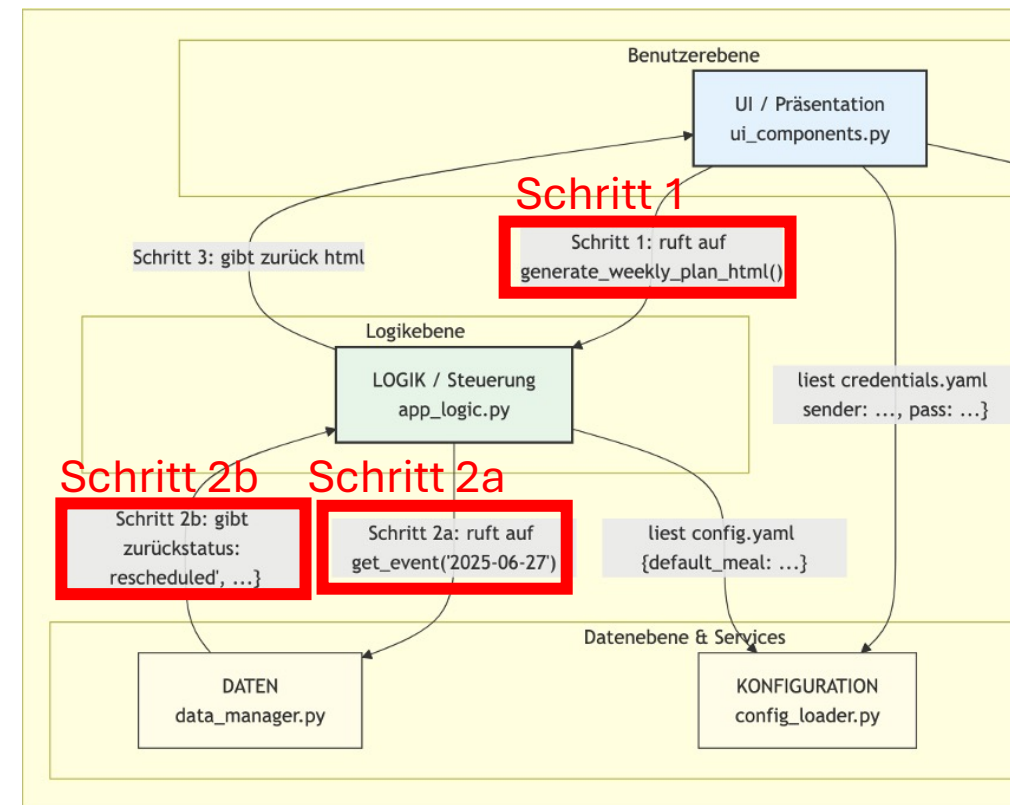 Benutzerebene
UI / Präsentation
ui_components.py
Schritt 1
Schritt 1: ruft auf
generate_weekly_plan_html()
Schritt 3: gibt zurück html
Logikebene
LOGIK / Steuerung
app_logic.py
liest credentials.yaml
sender: ..., pass: ...}
Schritt 2b
Schritt 2b: gibt
zurückstatus:
rescheduled', ...}
Schritt 2a
Schritt 2a: ruft auf
get_event('2025-06-27')
liest config.yaml
{default_meal: ...}
Datenebene & Services
DATEN
data_manager.py
KONFIGURATION
config_loader.py